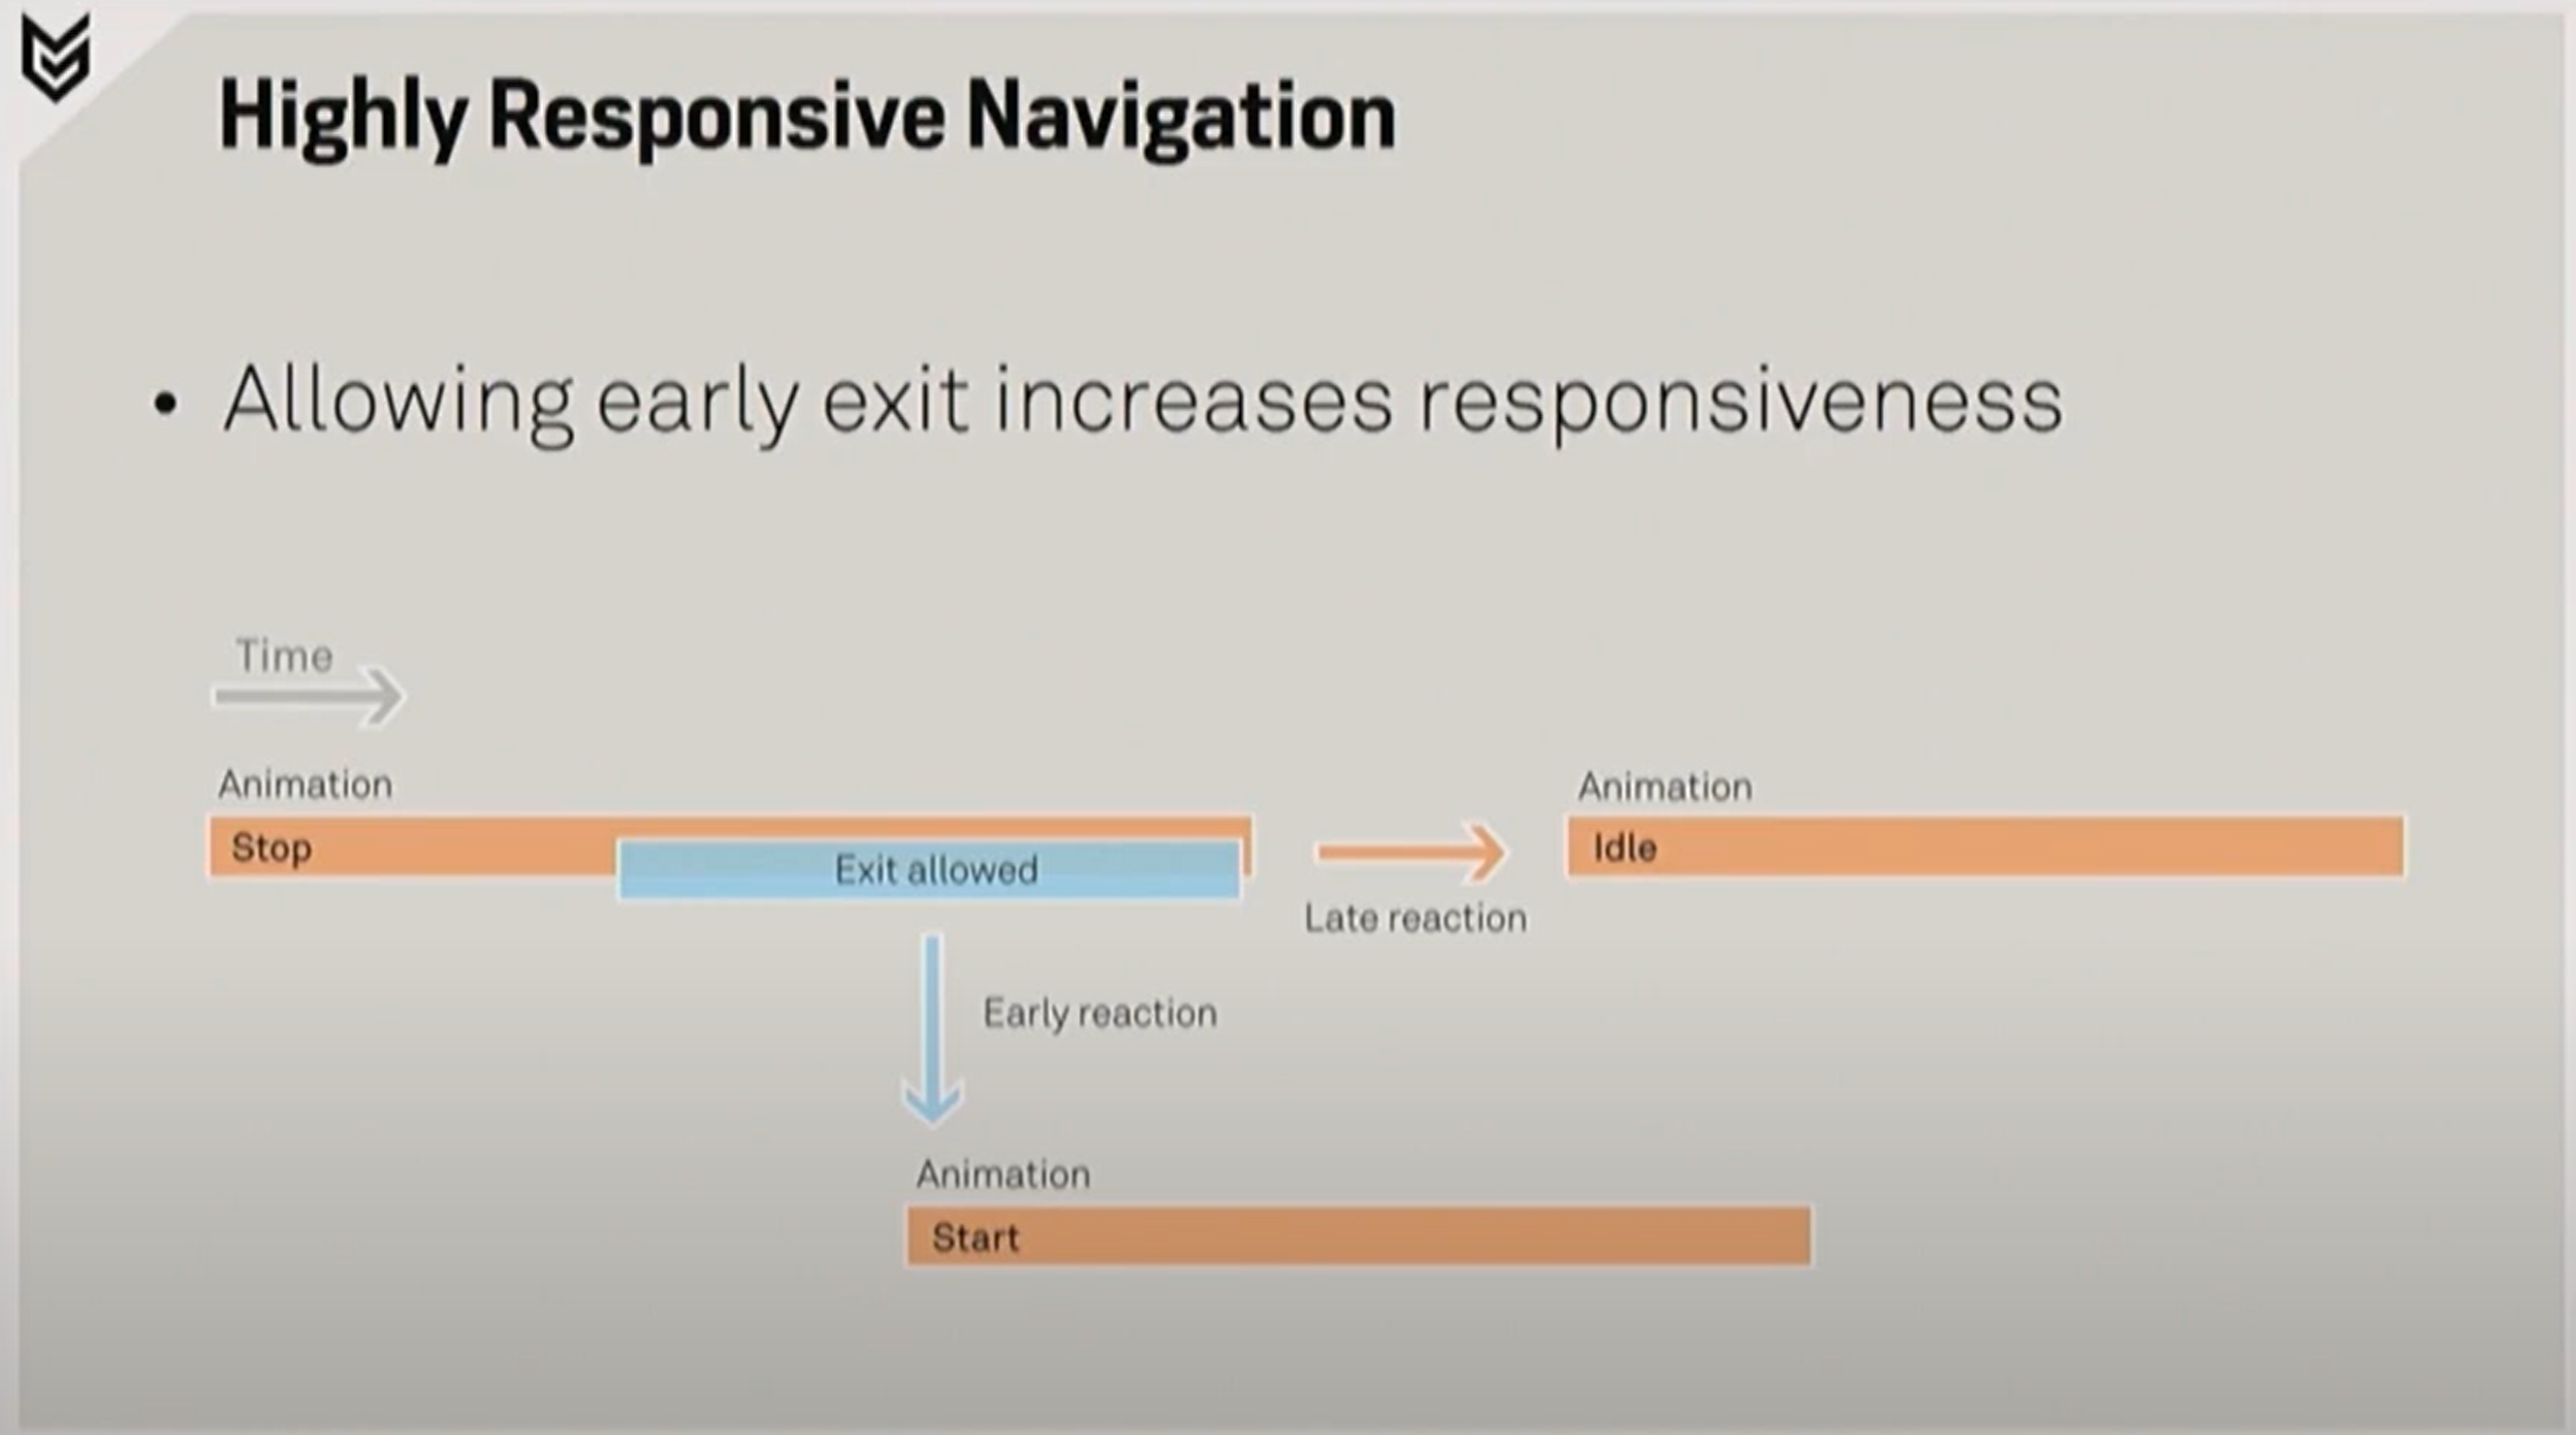 Highly Responsive Navigation
• Allowing early exit increases responsiveness
Time
Animation
Animation
Stop
Exit allowed
Idle
Late reaction
Early reaction
Animation
Start